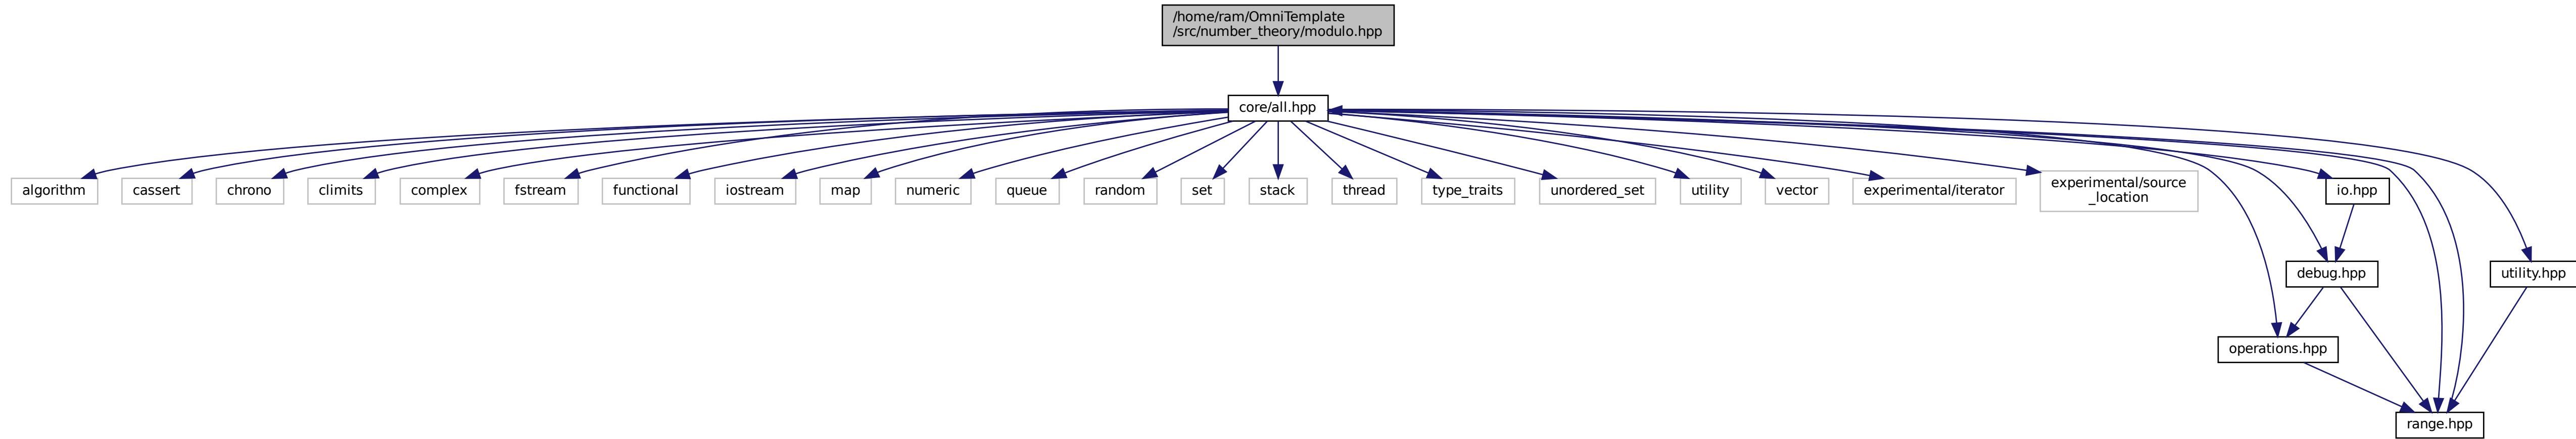 /home/ram/OmniTemplate
/src/number_theory/modulo.hpp
core/all.hpp
algorithm
cassert
chrono
climits
complex
fstream
functional
iostream
map
numeric
queue
random
set
stack
thread
type_traits
unordered_set
utility
vector
experimental/iterator
experimental/source
_location
io.hpp
debug.hpp
utility.hpp
operations.hpp
range.hpp